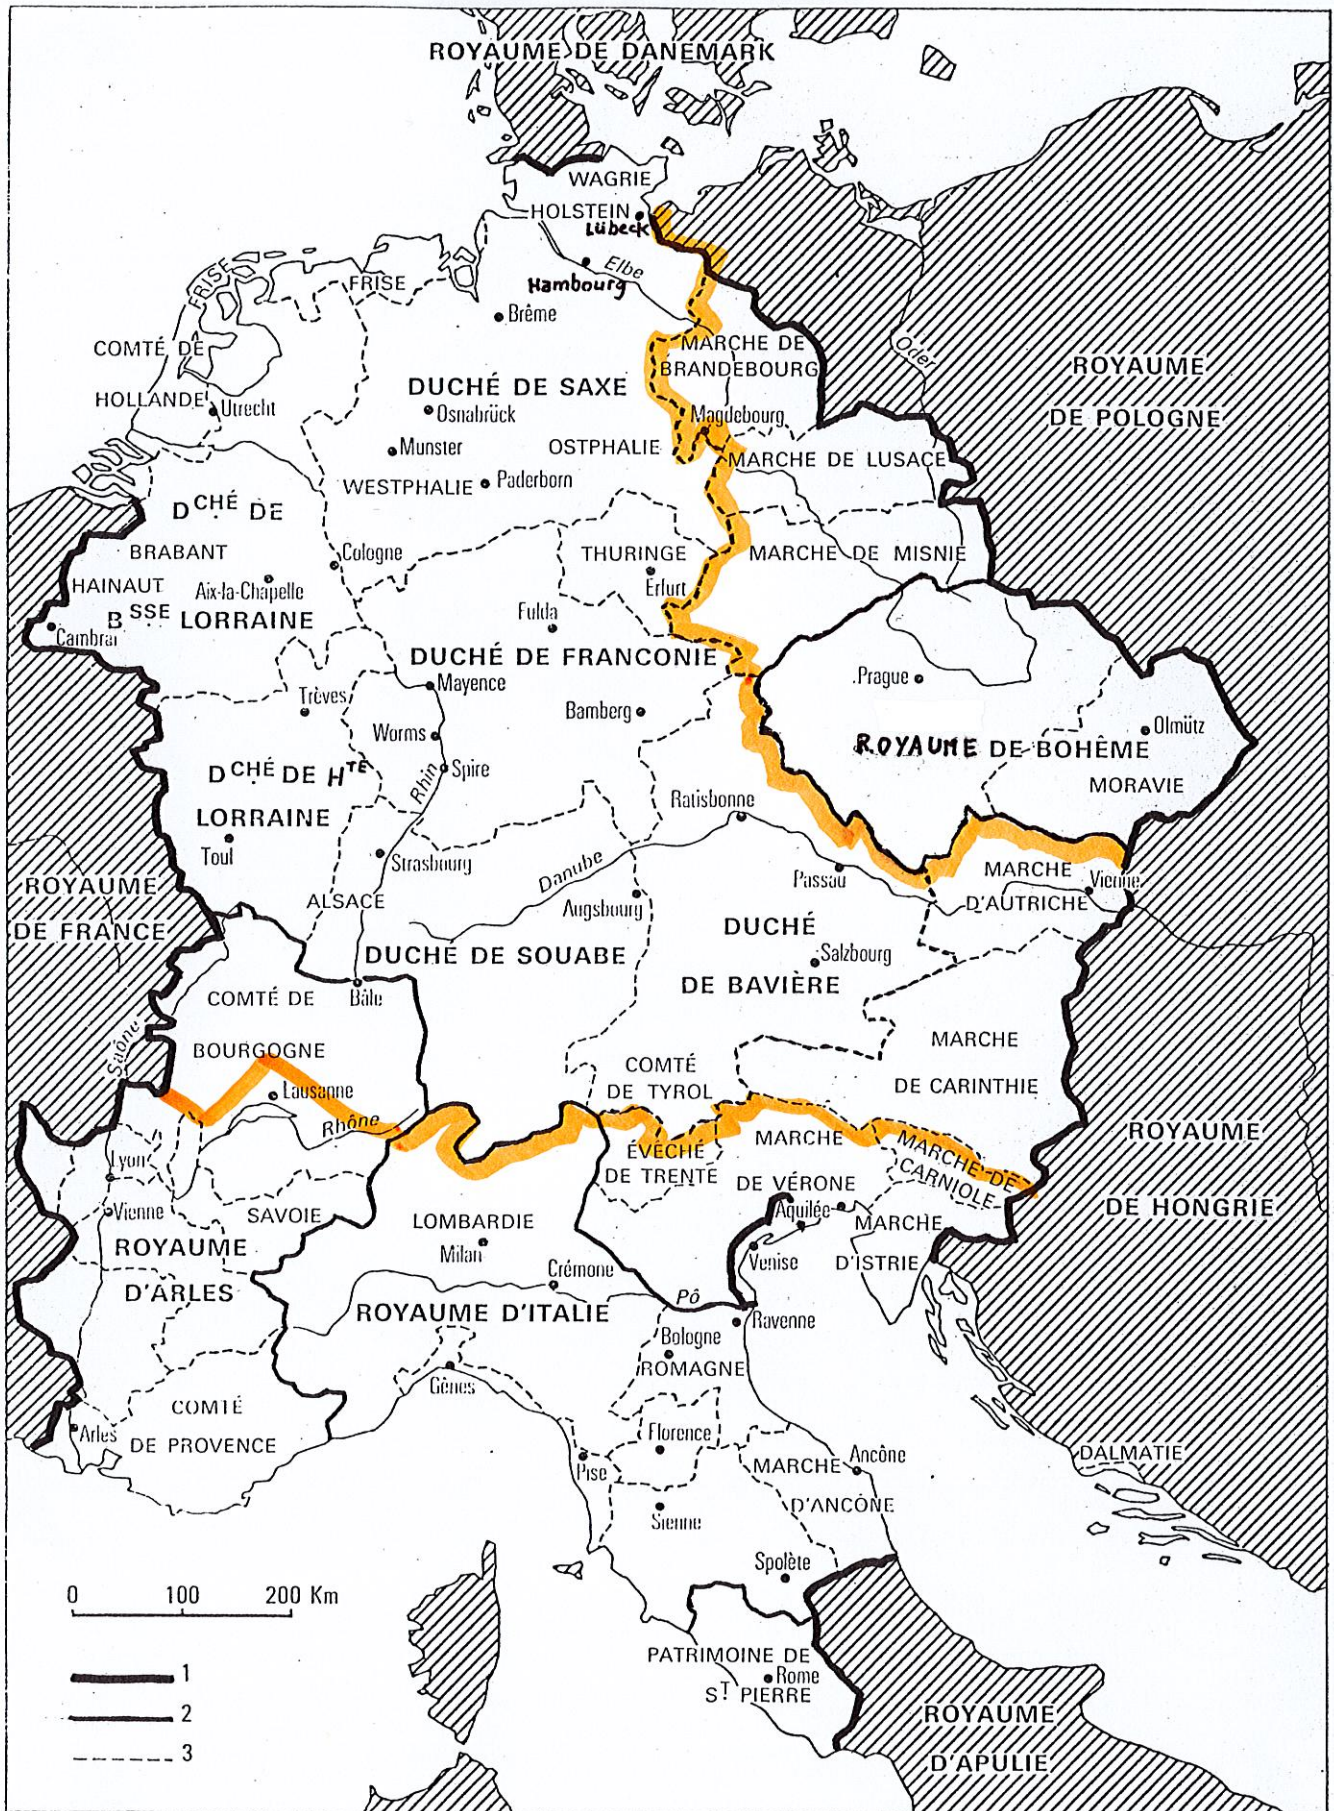 ROYAUME DE DANEMARK
WAGRIE
HOLSTEIN
Lübeck
Elbe
Hambourg
FRISE
FRISE
Brême
COMTÉ DE
HOLLANDE
Utrecht
MARCHE DE
BRANDEBOURG
Oder
ROYAUME
DE POLOGNE
DUCHÉ DE SAXE
Osnabrück
Magdebourg
Munster
OSTPHALIE
MARCHE DE LUSACE
WESTPHALIE
Paderborn
DCHÉ DE
BRABANT
Cologne
THURINGE
MARCHE DE MISNIE
HAINAUT
Aix-la-Chapelle
Erfurt
BSSE LORRAINE
Cambrai
Fulda
DUCHÉ DE FRANCONIE
Prague
Trèves
Mayence
Bamberg
Olmütz
Worms
ROYAUME DE BOHÊME
DCHÉ DE HTE
Spire
Rhin
MORAVIE
LORRAINE
Ratisbonne
Toul
Strasbourg
Danube
ROYAUME
DE FRANCE
Passau
MARCHE
D'AUTRICHE
Vienne
ALSACE
Augsbourg
DUCHÉ
DE BAVIÈRE
DUCHÉ DE SOUABE
Salzbourg
COMTÉ DE
BOURGOGNE
Bâle
Saône
MARCHE
DE CARINTHIE
COMTÉ
DE TYROL
Lausanne
Rhône
ÉVÊCHÉ
DE TRENTE
MARCHE
DE VÉRONE
MARCHE DE
CARNIOLE
ROYAUME
DE HONGRIE
Lyon
Vienne
SAVOIE
LOMBARDIE
Milan
Aquilée
MARCHE
D'ISTRIE
Venise
ROYAUME
D'ARLES
Crémone
Pô
ROYAUME D'ITALIE
Ravenne
Bologne
ROMAGNE
Gênes
COMTÉ
DE PROVENCE
Arles
Florence
Pise
MARCHE
D'ANCÔNE
Ancône
DALMATIE
Sienne
Spolète
0 100 200 Km
PATRIMOINE DE
ST PIERRE
Rome
1
2
3
ROYAUME
D'APULIE